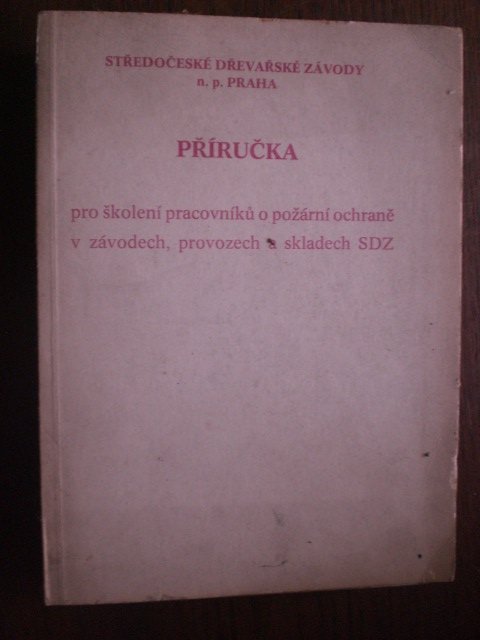 STŘEDOČESKÉ DŘEVAŘSKÉ ZÁVODY
n. p. PRAHA
PŘÍRUČKA
pro školení pracovníků o požární ochraně
v závodech, provozech a skladech SDZ